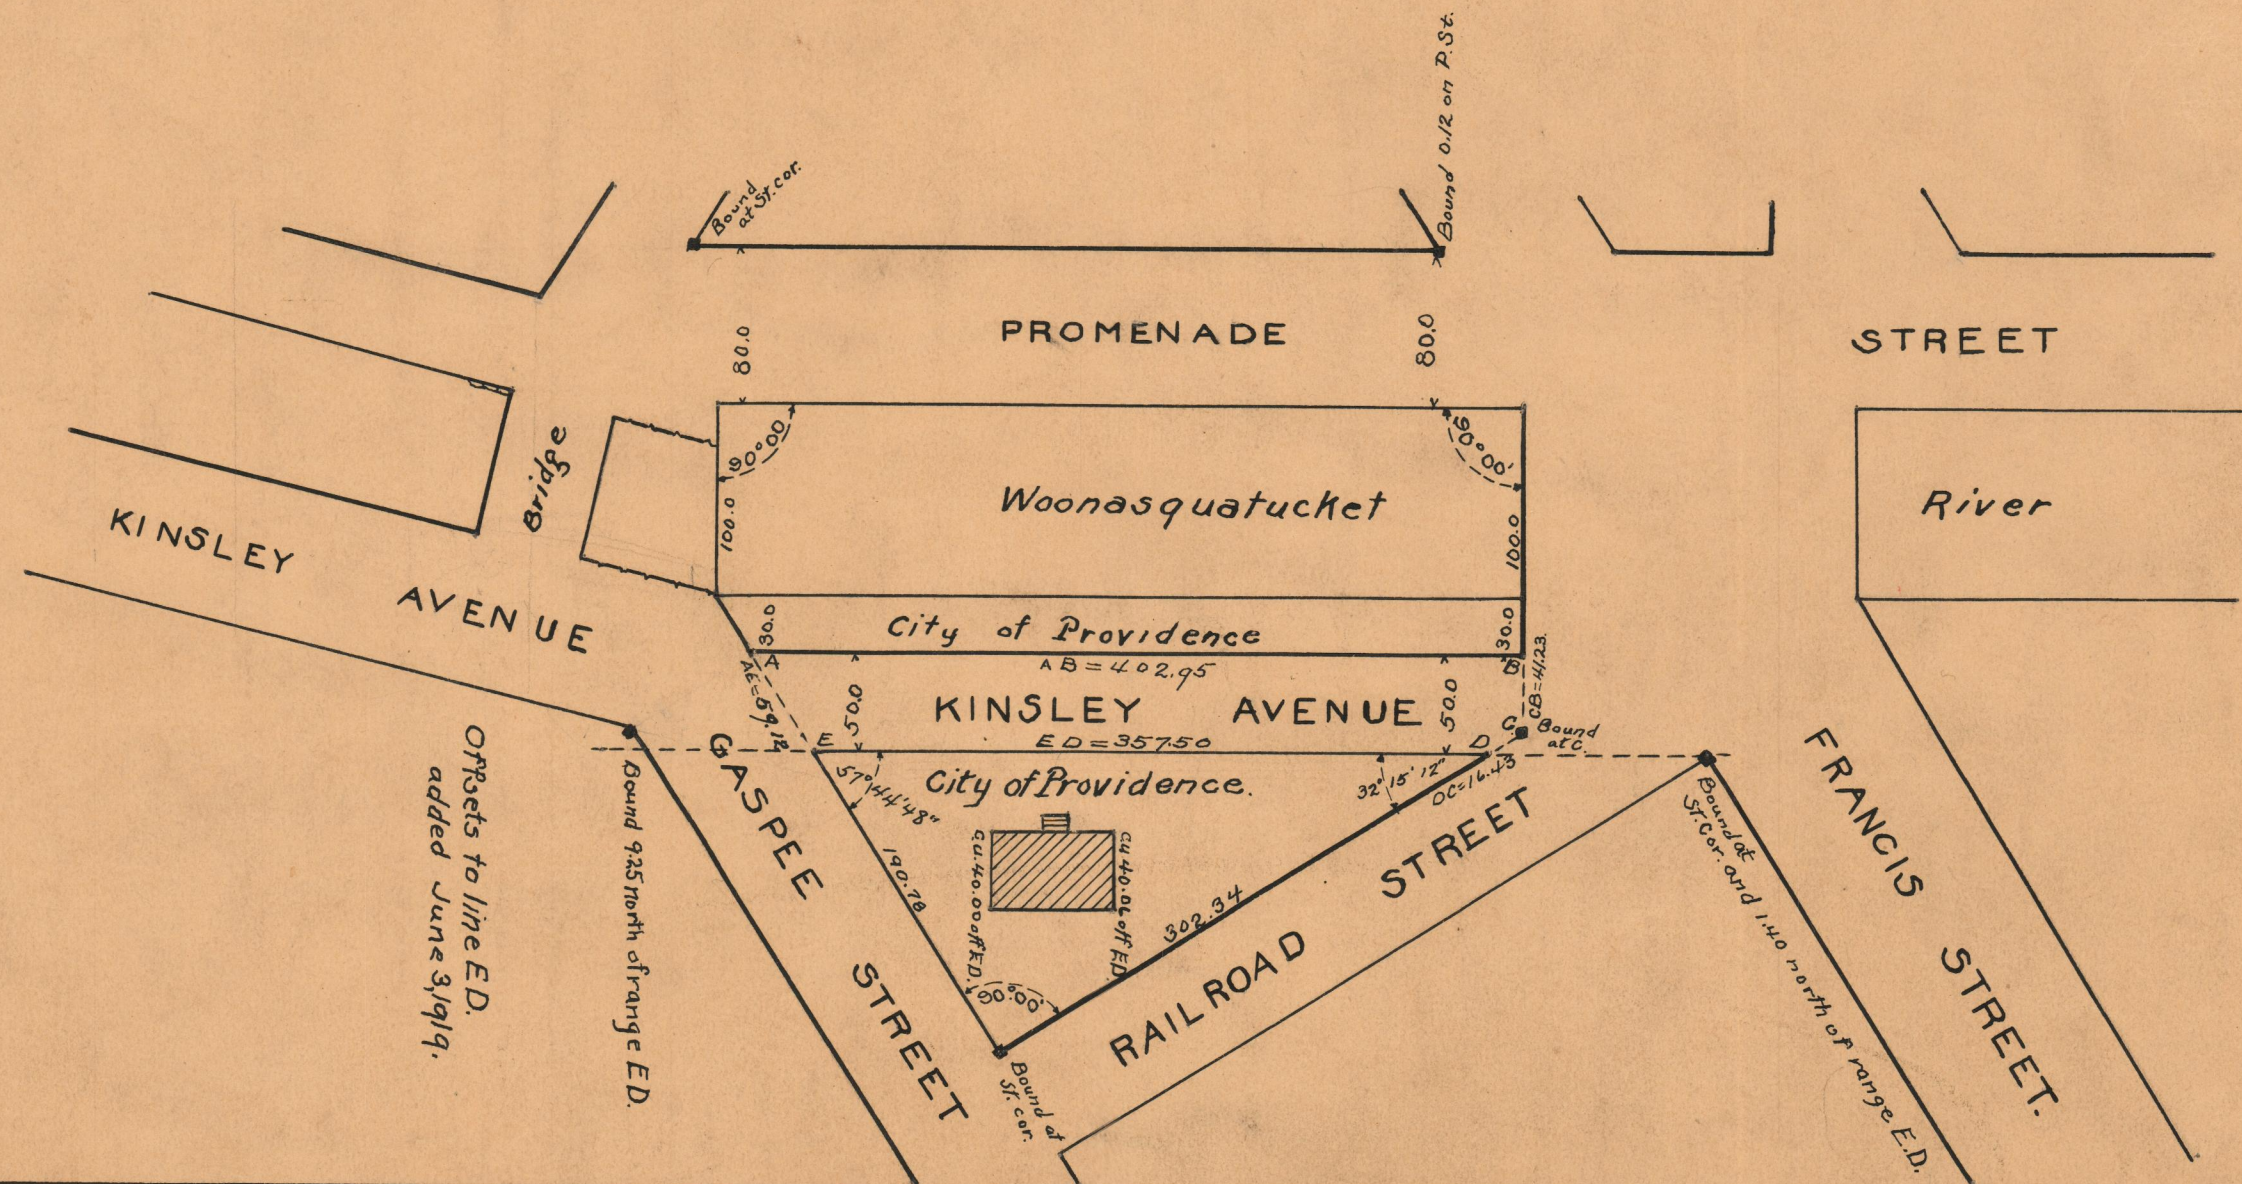 Bound
at St. cor.
Bound 0.12 on P. St.
80.0
PROMENADE
80.0
STREET
90°00'
90°00'
Bridge
100.0
Woonasquatucket
100.0
River
KINSLEY
AVENUE
30.0
City of Providence
30.0
A
AB=402.95
B
CB=41.23
AE=59.12
50.0
KINSLEY AVENUE
50.0
C
Bound
at C.
E
ED=357.50
D
57°44'48"
City of Providence.
32°15'12"
DC=16.43
GASPEE
STREET
190.78
C.U. 40.00 off E.D.
C.U. 40.06 off E.D.
302.34
90°00'
RAILROAD
STREET
Bound at
St. cor.
FRANCIS
STREET.
Bound at
St. Cor. and 1.40 north of range E.D.
Bound 9.25 north of range E D.
Offsets to line E D.
added June 3, 1919.